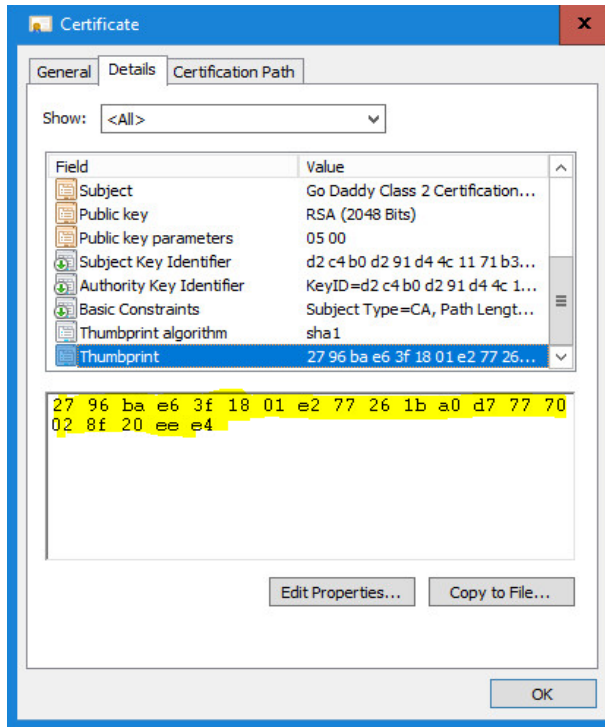 Certificate
x
General Details Certification Path
Show: <All>
Field Value
Subject Go Daddy Class 2 Certification...
Public key RSA (2048 Bits)
Public key parameters 05 00
Subject Key Identifier d2 c4 b0 d2 91 d4 4c 11 71 b3...
Authority Key Identifier KeyID=d2 c4 b0 d2 91 d4 4c 1...
Basic Constraints Subject Type=CA, Path Lengt...
Thumbprint algorithm sha1
Thumbprint 27 96 ba e6 3f 18 01 e2 77 26...
27 96 ba e6 3f 18 01 e2 77 26 1b a0 d7 77 70
02 8f 20 ee e4
Edit Properties... Copy to File...
OK